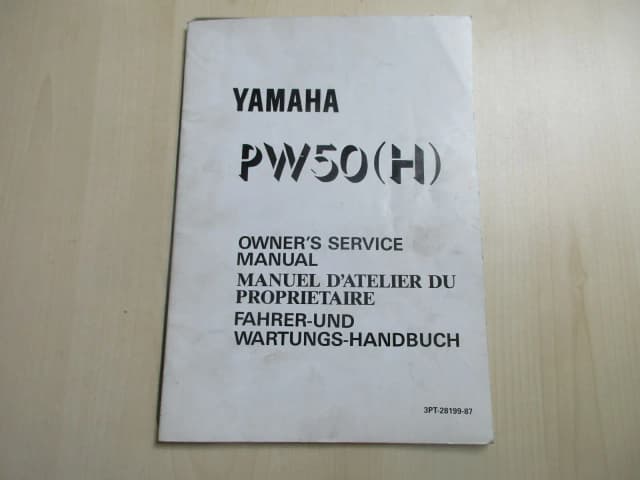 YAMAHA
PW50(H)
OWNER'S SERVICE
MANUAL
MANUEL D'ATELIER DU
PROPRIETAIRE
FAHRER-UND
WARTUNGS-HANDBUCH
3PT-28199-87